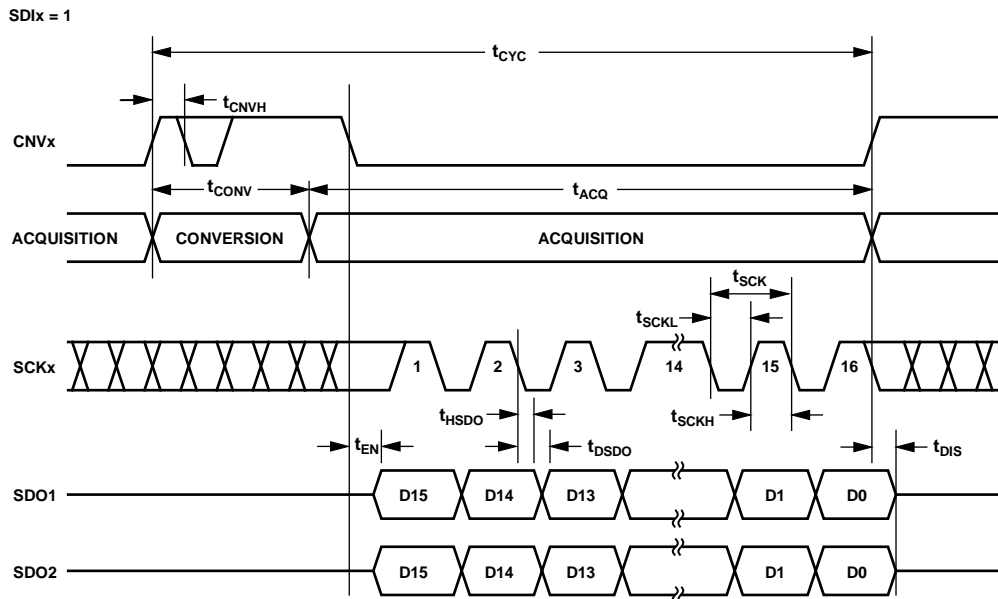 SDIx = 1
tCYC
tCNVH
CNVx
tCONV
tACQ
ACQUISITION CONVERSION ACQUISITION
tSCK
tSCKL
SCKx 1 2 3 14 15 16
tHSDO tSCKH
tEN tDSDO tDIS
SDO1 D15 D14 D13 D1 D0
SDO2 D15 D14 D13 D1 D0